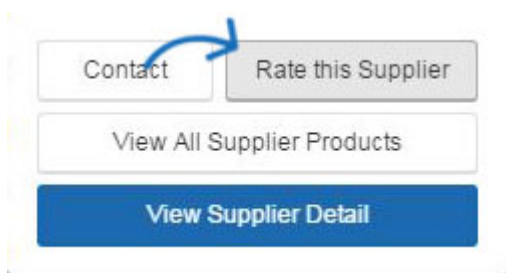 Contact Rate this Supplier
View All Supplier Products
View Supplier Detail